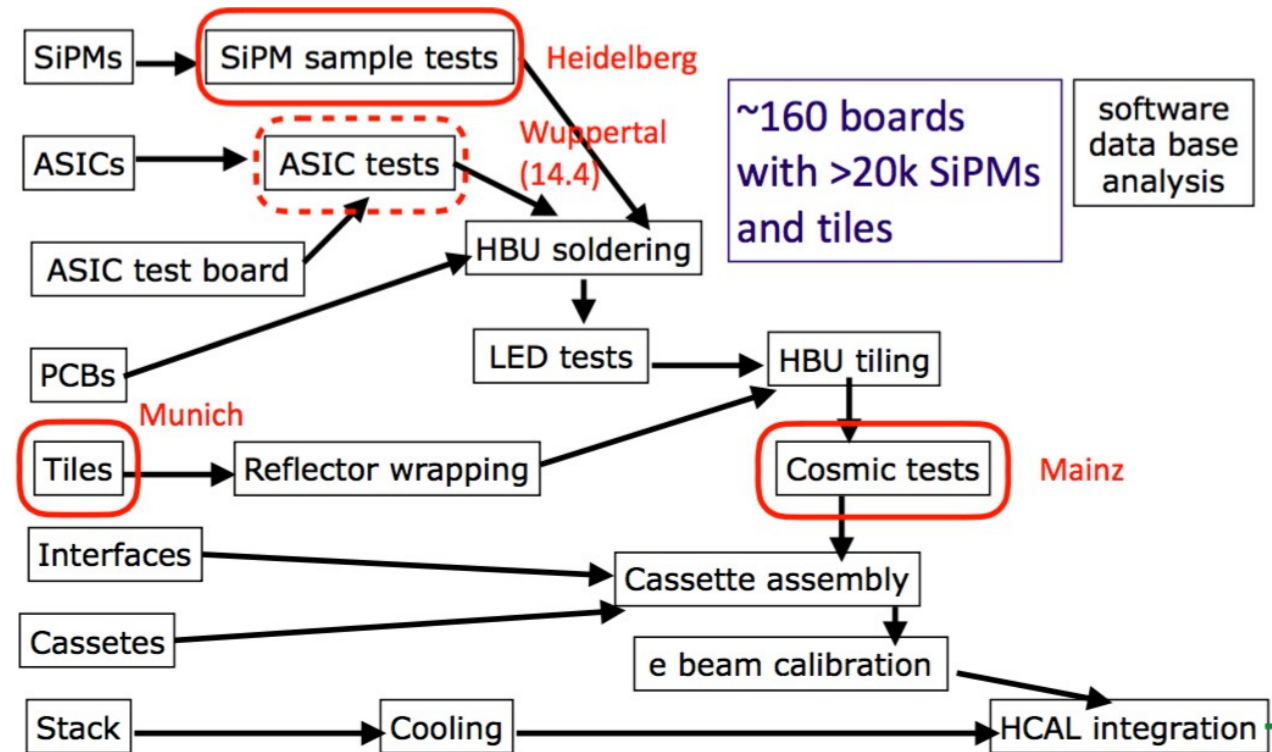 SiPMs
SiPM sample tests
Heidelberg
~160 boards
with >20k SiPMs
and tiles
software
data base
analysis
ASICs
ASIC tests
Wuppertal
(14.4)
ASIC test board
HBU soldering
PCBs
LED tests
HBU tiling
Munich
Tiles
Reflector wrapping
Cosmic tests
Mainz
Interfaces
Cassette assembly
Cassetes
e beam calibration
Stack
Cooling
HCAL integration